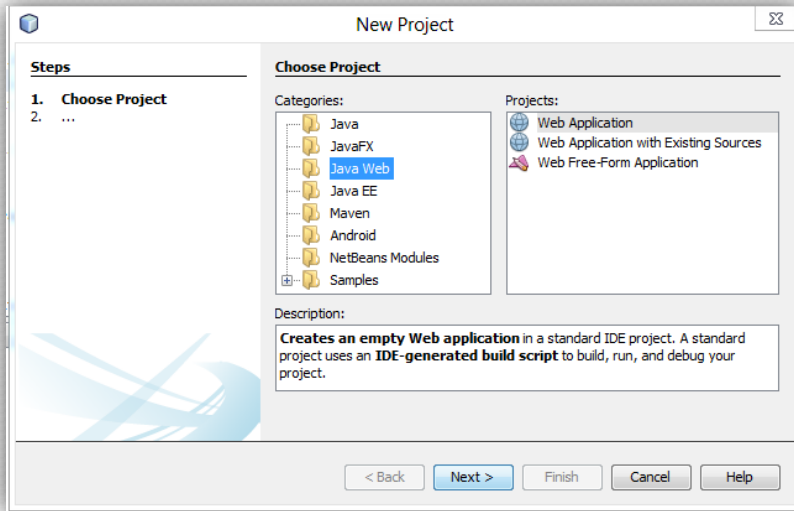 New Project
Steps
1. Choose Project
2. ...
Choose Project
Categories:
Java
JavaFX
Java Web
Java EE
Maven
Android
NetBeans Modules
Samples
Projects:
Web Application
Web Application with Existing Sources
Web Free-Form Application
Description:
Creates an empty Web application in a standard IDE project. A standard
project uses an IDE-generated build script to build, run, and debug your
project.
< Back
Next >
Finish
Cancel
Help